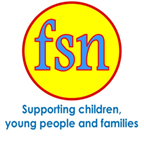 fsn
Supporting children,
young people and families